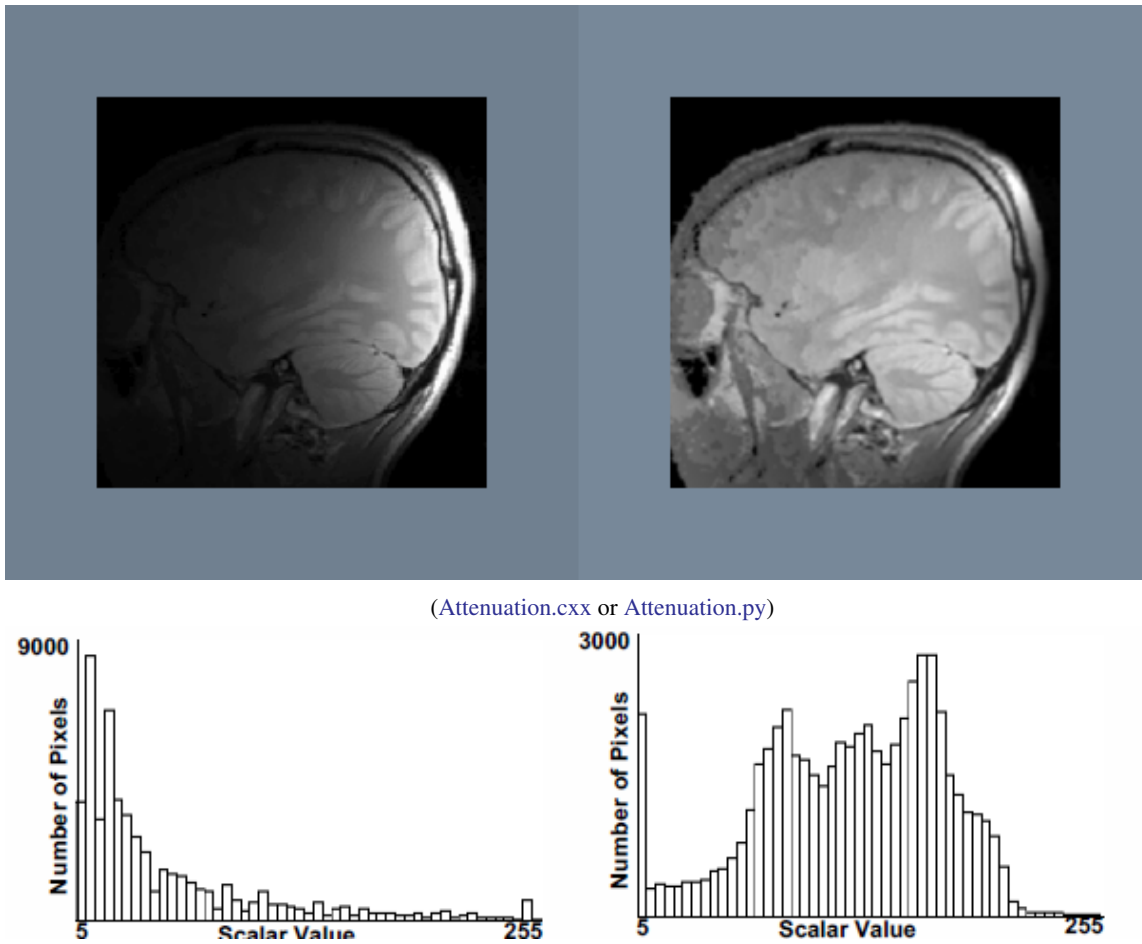 (Attenuation.cxx or Attenuation.py)
9000
Number of Pixels
5
Scalar Value
255
3000
Number of Pixels
5
Scalar Value
255